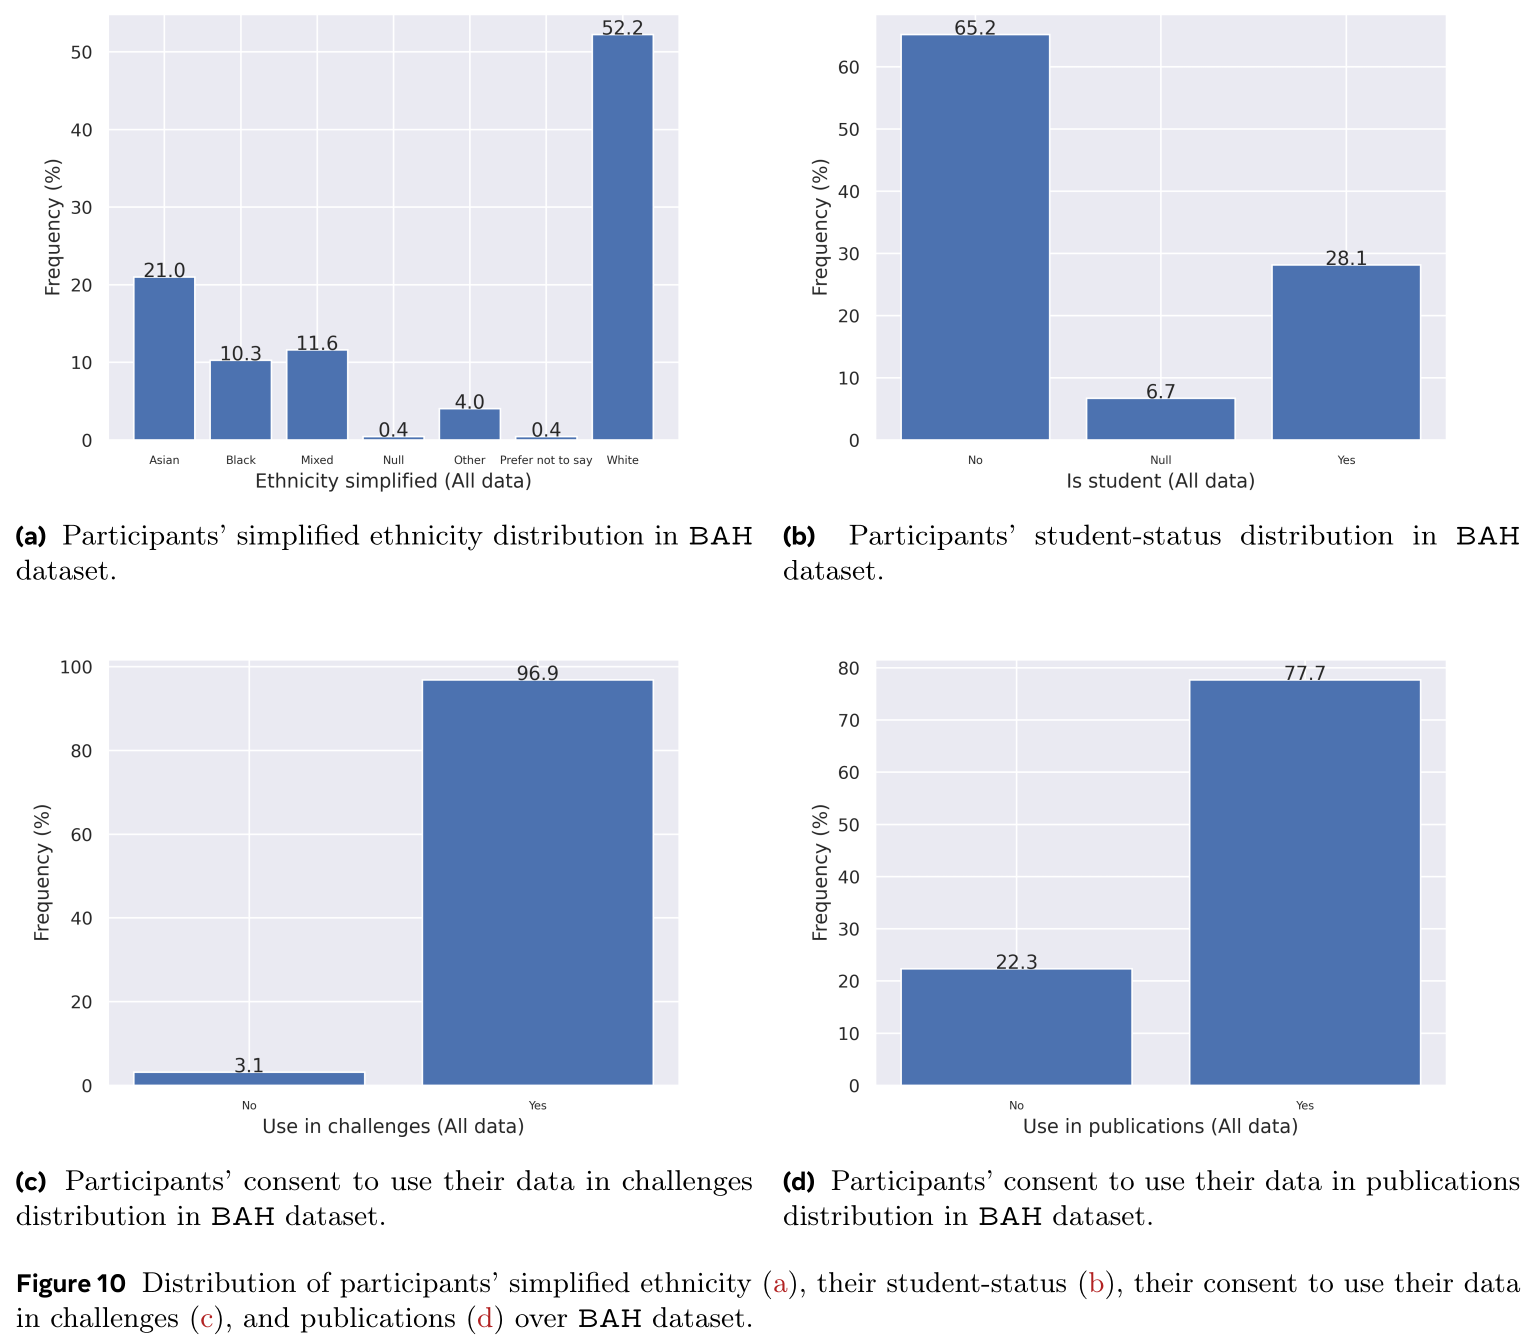 52.2
50
40
30
20
10
0
21.0
10.3
11.6
0.4
4.0
0.4
Frequency (%)
Asian Black Mixed Null Other Prefer not to say White
Ethnicity simplified (All data)
(a) Participants' simplified ethnicity distribution in BAH
dataset.
65.2
60
50
40
30
20
10
0
6.7
28.1
Frequency (%)
No Null Yes
Is student (All data)
(b) Participants' student-status distribution in BAH
dataset.
100
80
60
40
20
0
96.9
3.1
Frequency (%)
No Yes
Use in challenges (All data)
(c) Participants' consent to use their data in challenges
distribution in BAH dataset.
80
70
60
50
40
30
20
10
0
77.7
22.3
Frequency (%)
No Yes
Use in publications (All data)
(d) Participants' consent to use their data in publications
distribution in BAH dataset.
Figure 10 Distribution of participants' simplified ethnicity (a), their student-status (b), their consent to use their data
in challenges (c), and publications (d) over BAH dataset.